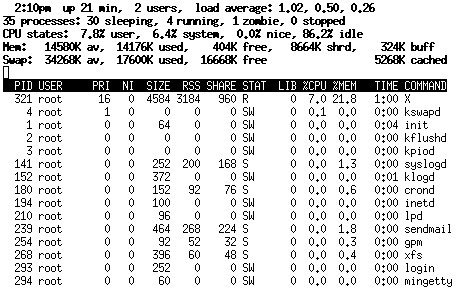 2:10pm up 21 min, 2 users, load average: 1.02, 0.50, 0.26
35 processes: 30 sleeping, 4 running, 1 zombie, 0 stopped
CPU states: 7.8% user, 6.4% system, 0.0% nice, 86.2% idle
Mem: 14580K av, 14176K used, 404K free, 8664K shrd, 324K buff
Swap: 34268K av, 17600K used, 16668K free 5268K cached
PID USER PRI NI SIZE RSS SHARE STAT LIB %CPU %MEM TIME COMMAND
321 root 16 0 4584 3184 960 R 0 7.0 21.8 1:00 X
4 root 1 0 0 0 0 SW 0 0.1 0.0 0:00 kswapd
1 root 0 0 64 0 0 SW 0 0.0 0.0 0:04 init
2 root 0 0 0 0 0 SW 0 0.0 0.0 0:00 kflushd
3 root 0 0 0 0 0 SW 0 0.0 0.0 0:00 kpiod
141 root 0 0 252 200 168 S 0 0.0 1.3 0:00 syslogd
152 root 0 0 372 0 0 SW 0 0.0 0.0 0:01 klogd
180 root 0 0 152 92 76 S 0 0.0 0.6 0:00 crond
194 root 0 0 100 0 0 SW 0 0.0 0.0 0:00 inetd
210 root 0 0 96 0 0 SW 0 0.0 0.0 0:00 lpd
239 root 0 0 464 268 224 S 0 0.0 1.8 0:00 sendmail
254 root 0 0 92 52 32 S 0 0.0 0.3 0:00 gpm
268 root 0 0 396 60 48 S 0 0.0 0.4 0:00 xfs
293 root 0 0 252 0 0 SW 0 0.0 0.0 0:00 login
294 root 0 0 60 0 0 SW 0 0.0 0.0 0:00 mingetty